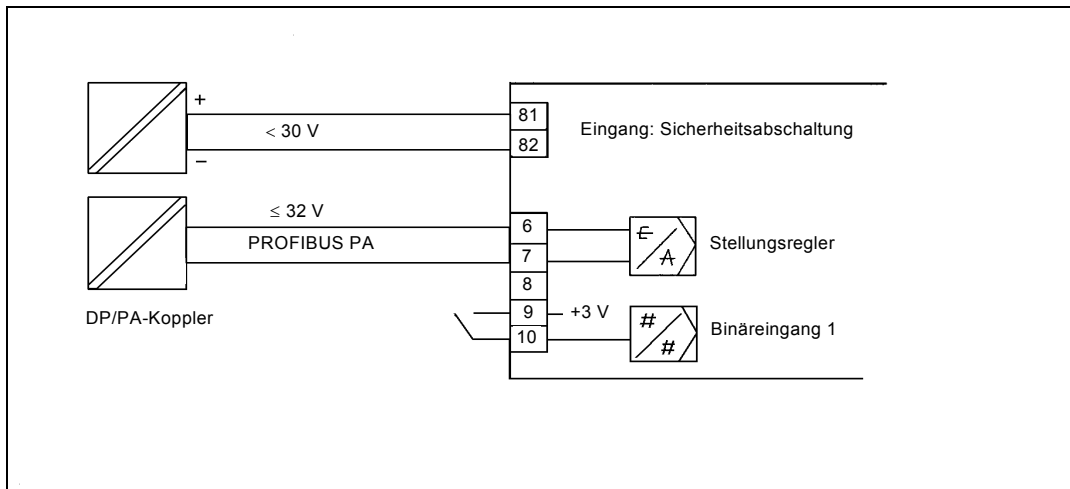 +
< 30 V
–
81
82
Eingang: Sicherheitsabschaltung
≤ 32 V
PROFIBUS PA
DP/PA-Koppler
6
7
8
9
10
+3 V
E
A
Stellungsregler
#
#
Binäreingang 1